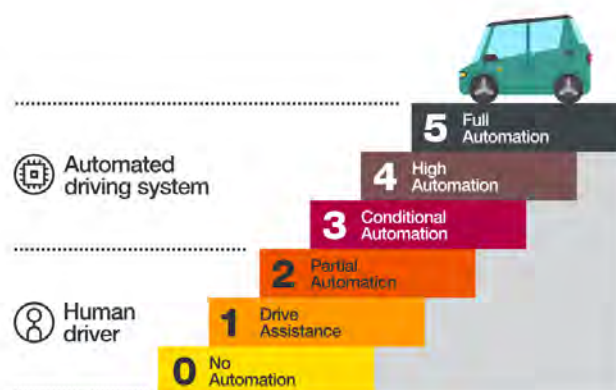 5 Full
Automation
4 High
Automation
Automated
driving system
3 Conditional
Automation
2 Partial
Automation
Human
driver
1 Drive
Assistance
0 No
Automation